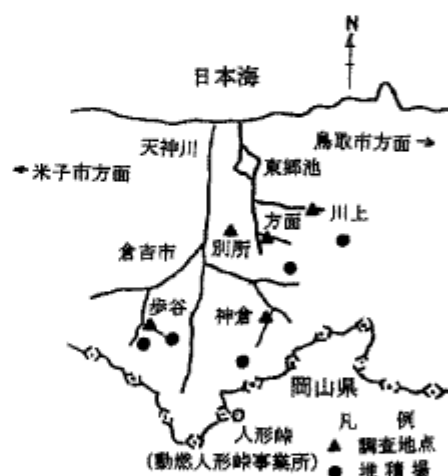 N
日本海
天神川
鳥取市方面→
←米子市方面
東郷池
方面
川上
別所
倉吉市
歩谷
神倉
岡山県
人形峠
(動燃人形峠事業所)
凡 例
▲ 調査地点
● 堆積場